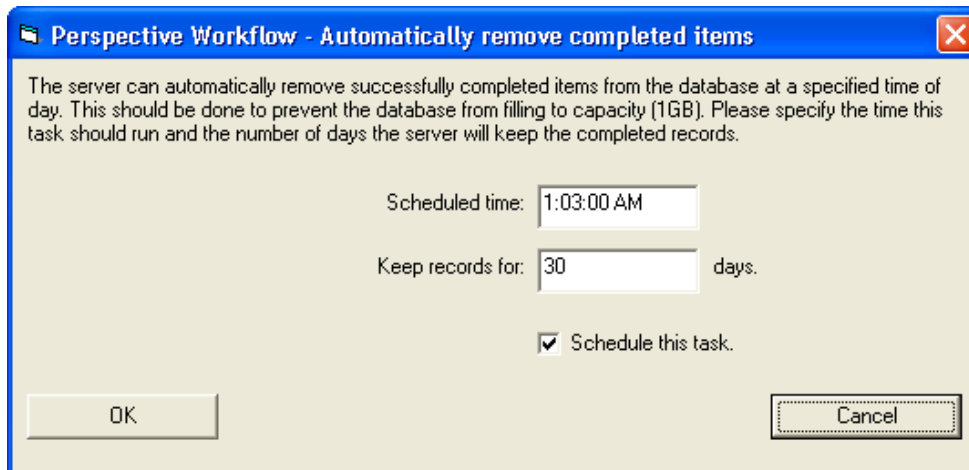 Perspective Workflow - Automatically remove completed items
The server can automatically remove successfully completed items from the database at a specified time of
day. This should be done to prevent the database from filling to capacity (1GB). Please specify the time this
task should run and the number of days the server will keep the completed records.
Scheduled time: 1:03:00 AM
Keep records for: 30 days.
Schedule this task.
OK Cancel